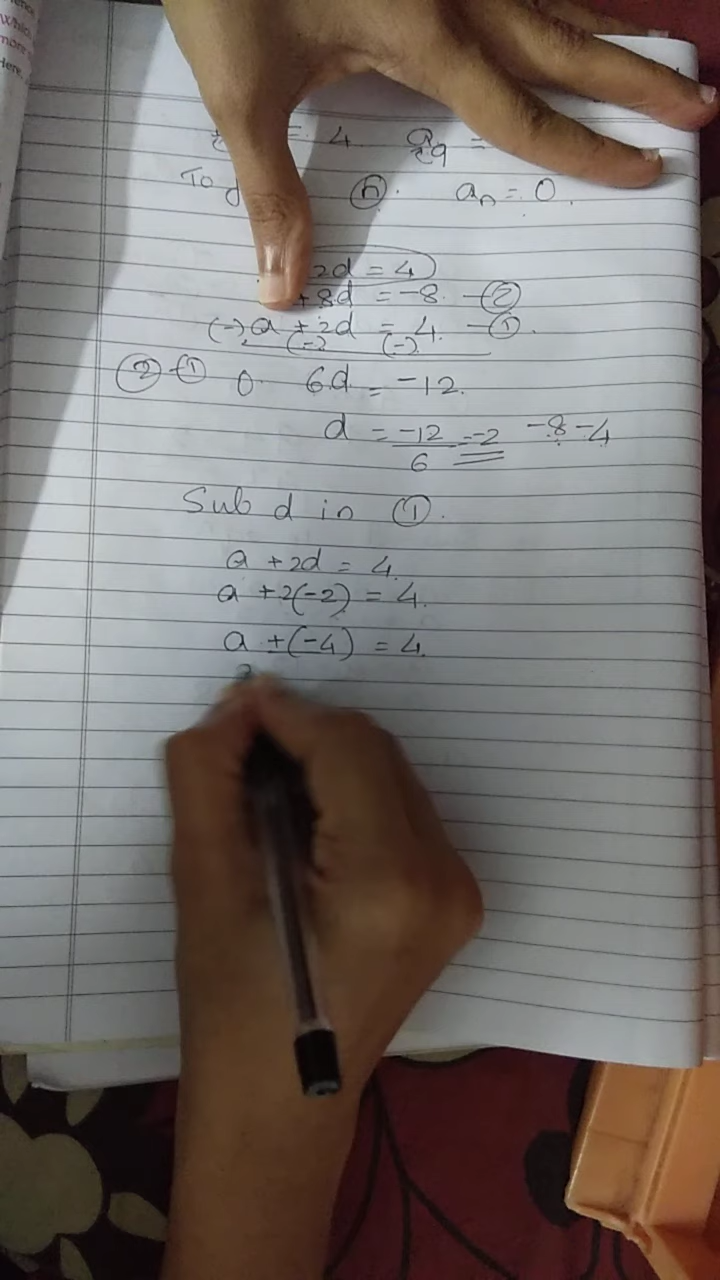 = 4 a₉ =
To (n). aₙ = 0.
2d = 4
+ 8d = -8 - ②
(-) a + 2d = 4. - ①.
(-) (-)
② - ① 0 6d = -12.
d = -12/6 = -2 -8-4
Sub d in ①.
a + 2d = 4.
a + 2(-2) = 4.
a + (-4) = 4.